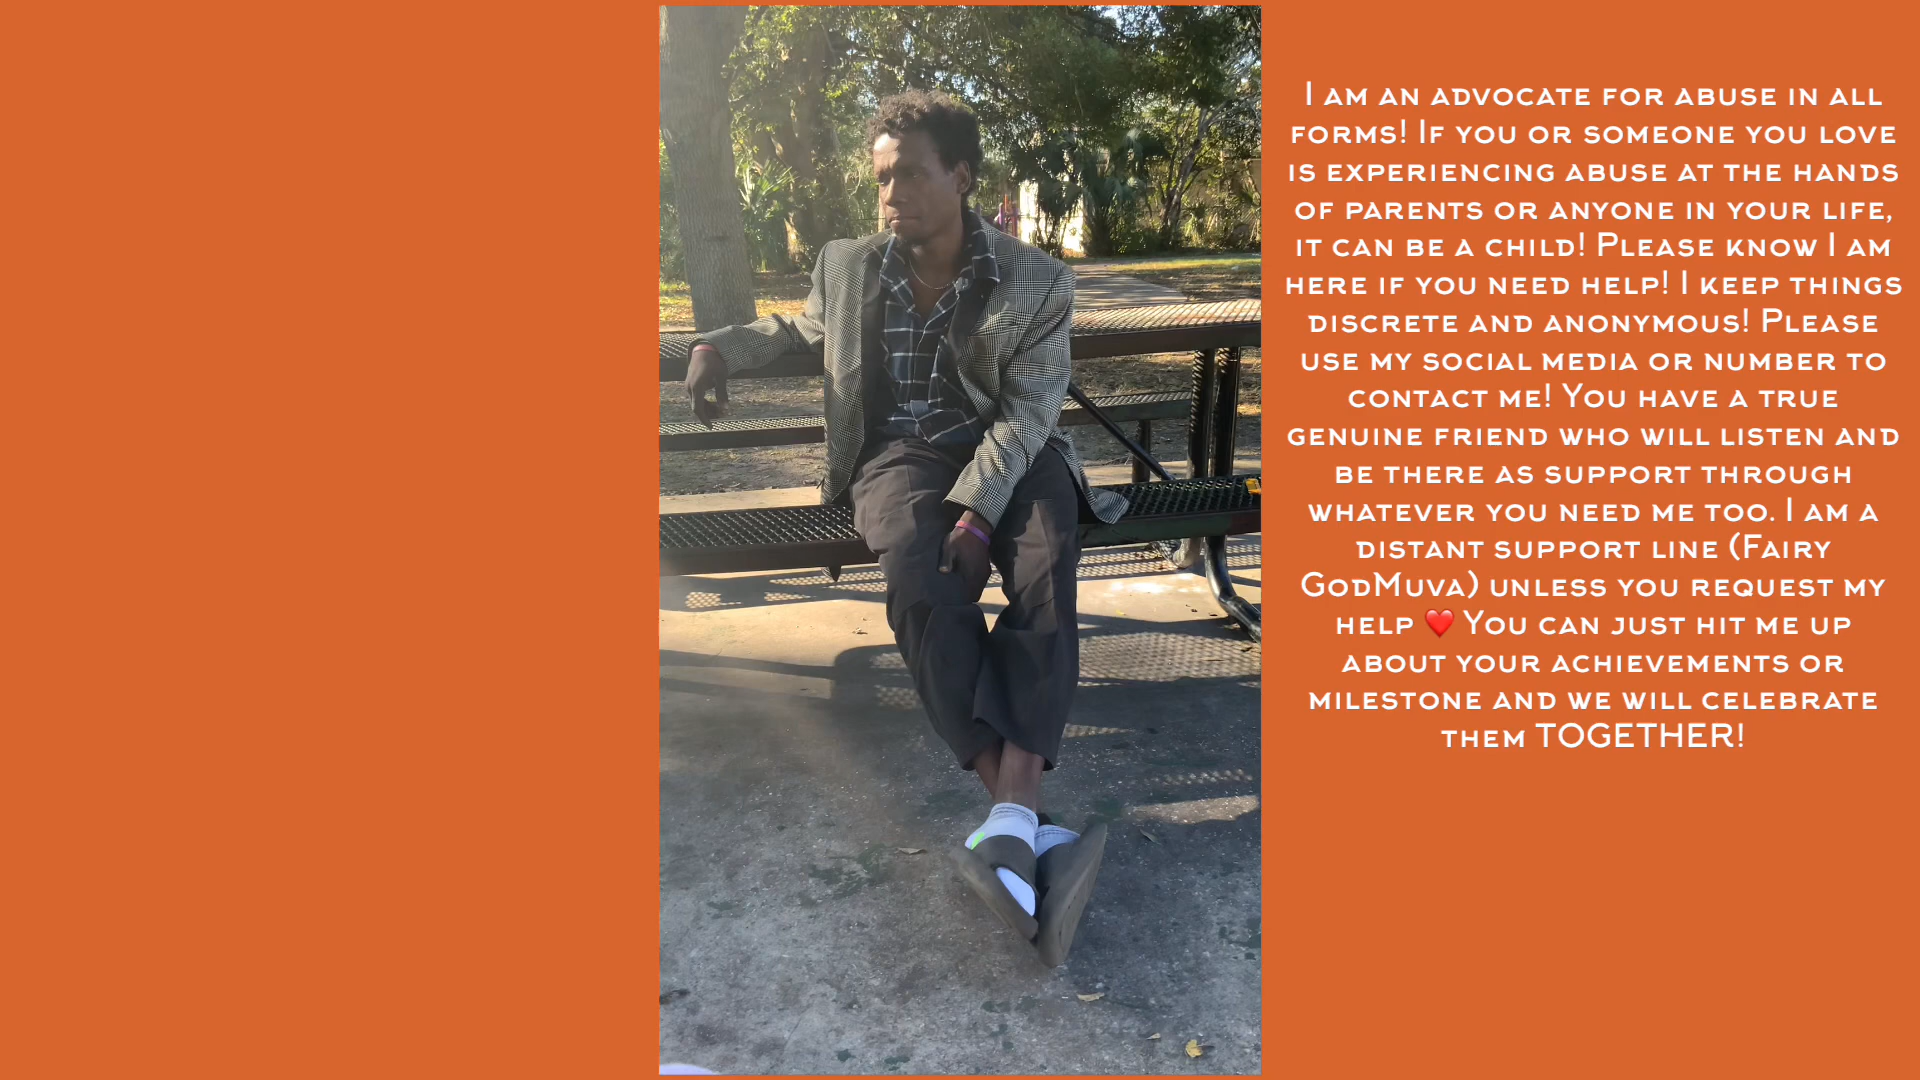 I am an advocate for abuse in all
forms! If you or someone you love
is experiencing abuse at the hands
of parents or anyone in your life,
it can be a child! Please know I am
here if you need help! I keep things
discrete and anonymous! Please
use my social media or number to
contact me! You have a true
genuine friend who will listen and
be there as support through
whatever you need me too. I am a
distant support line (Fairy
GodMuva) unless you request my
help ❤️ You can just hit me up
about your achievements or
milestone and we will celebrate
them TOGETHER!